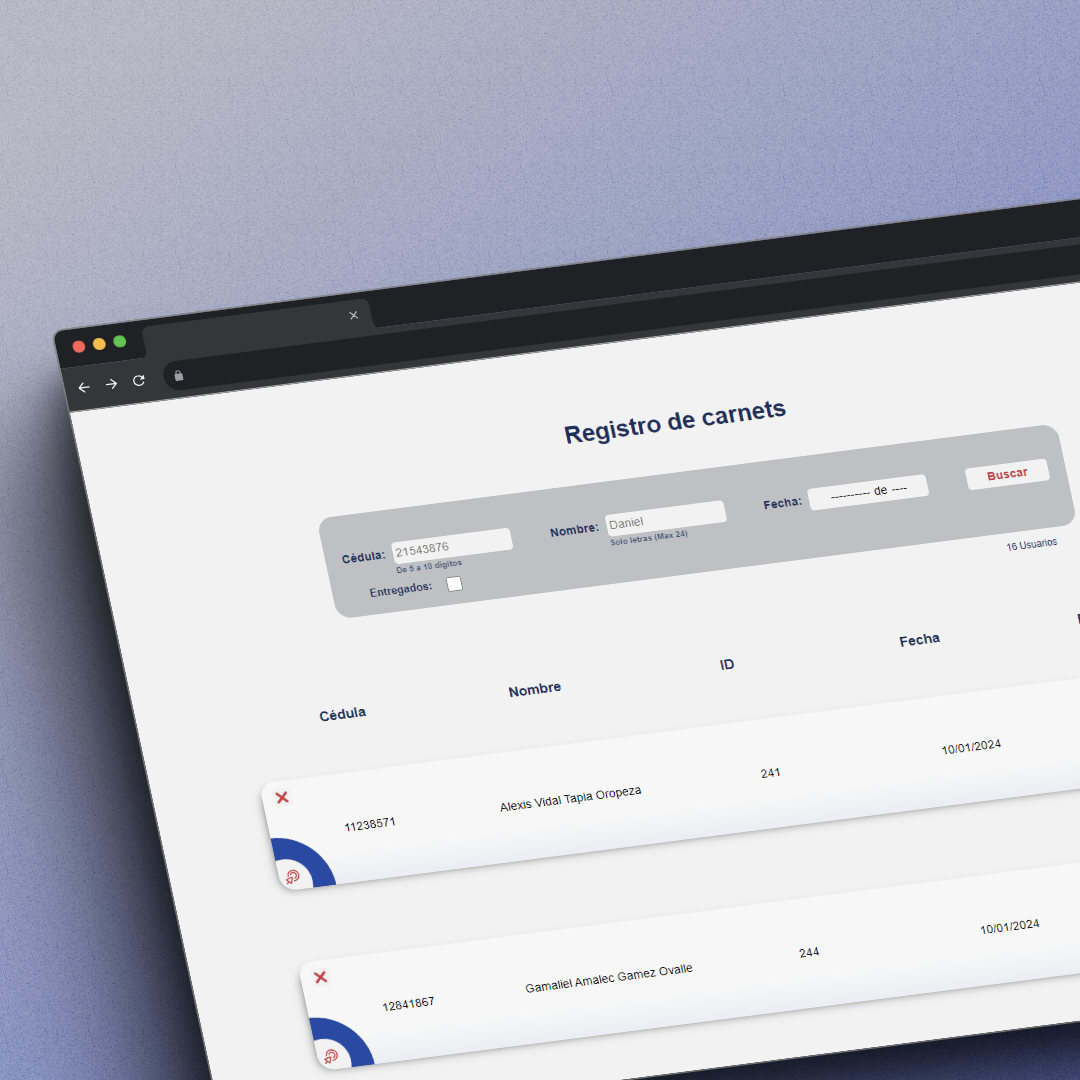 Registro de carnets
Cédula: 21543876 Nombre: Daniel Fecha: ---------- de ---- Buscar
De 5 a 10 digitos Solo letras (Max 24)
Entregados:
16 Usuarios
Cédula Nombre ID Fecha
11238571 Alexis Vidal Tapia Oropeza 241 10/01/2024
12841867 Gamaliel Amalec Gamez Ovalle 244 10/01/2024